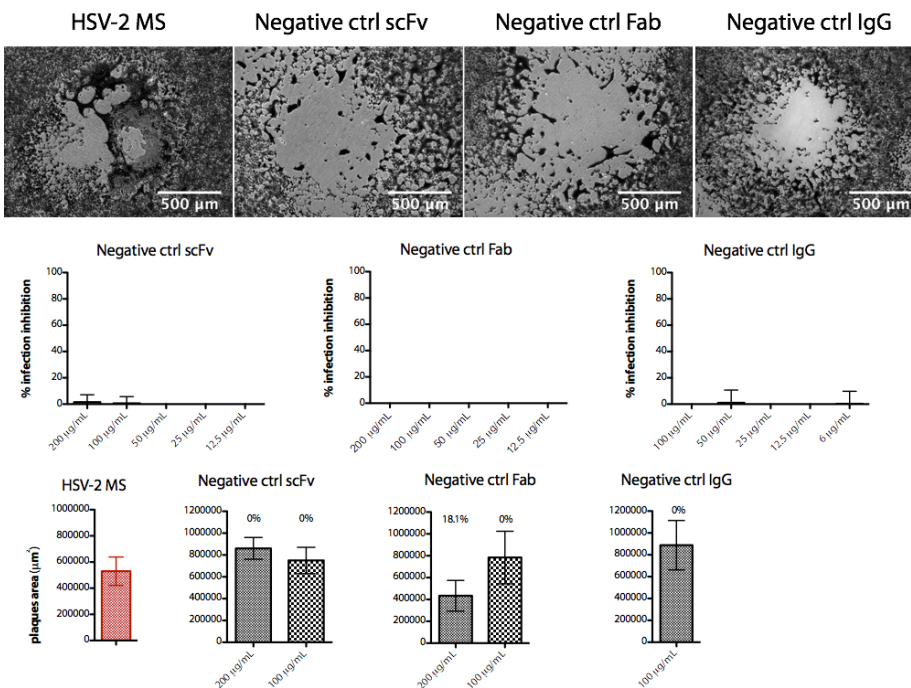 HSV-2 MS
Negative ctrl scFv
Negative ctrl Fab
Negative ctrl IgG
500 µm
500 µm
500 µm
500 µm
Negative ctrl scFv
% infection inhibition
100
80
60
40
20
0
200 µg/mL
100 µg/mL
50 µg/mL
25 µg/mL
12.5 µg/mL
Negative ctrl Fab
% infection inhibition
100
80
60
40
20
0
200 µg/mL
100 µg/mL
50 µg/mL
25 µg/mL
12.5 µg/mL
Negative ctrl IgG
% infection inhibition
100
80
60
40
20
0
100 µg/mL
50 µg/mL
25 µg/mL
12.5 µg/mL
6 µg/mL
HSV-2 MS
plaques area (µm²)
1000000
800000
600000
400000
200000
0
Negative ctrl scFv
1200000
1000000
800000
600000
400000
200000
0
0%
0%
200 µg/mL
100 µg/mL
Negative ctrl Fab
1200000
1000000
800000
600000
400000
200000
0
18.1%
0%
200 µg/mL
100 µg/mL
Negative ctrl IgG
1200000
1000000
800000
600000
400000
200000
0
0%
100 µg/mL